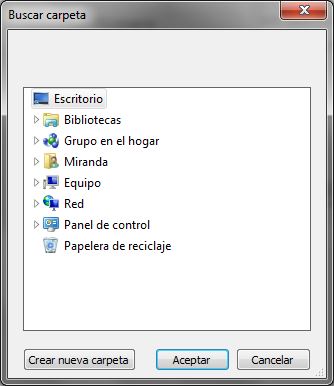 Buscar carpeta
Escritorio
Bibliotecas
Grupo en el hogar
Miranda
Equipo
Red
Panel de control
Papelera de reciclaje
Crear nueva carpeta Aceptar Cancelar